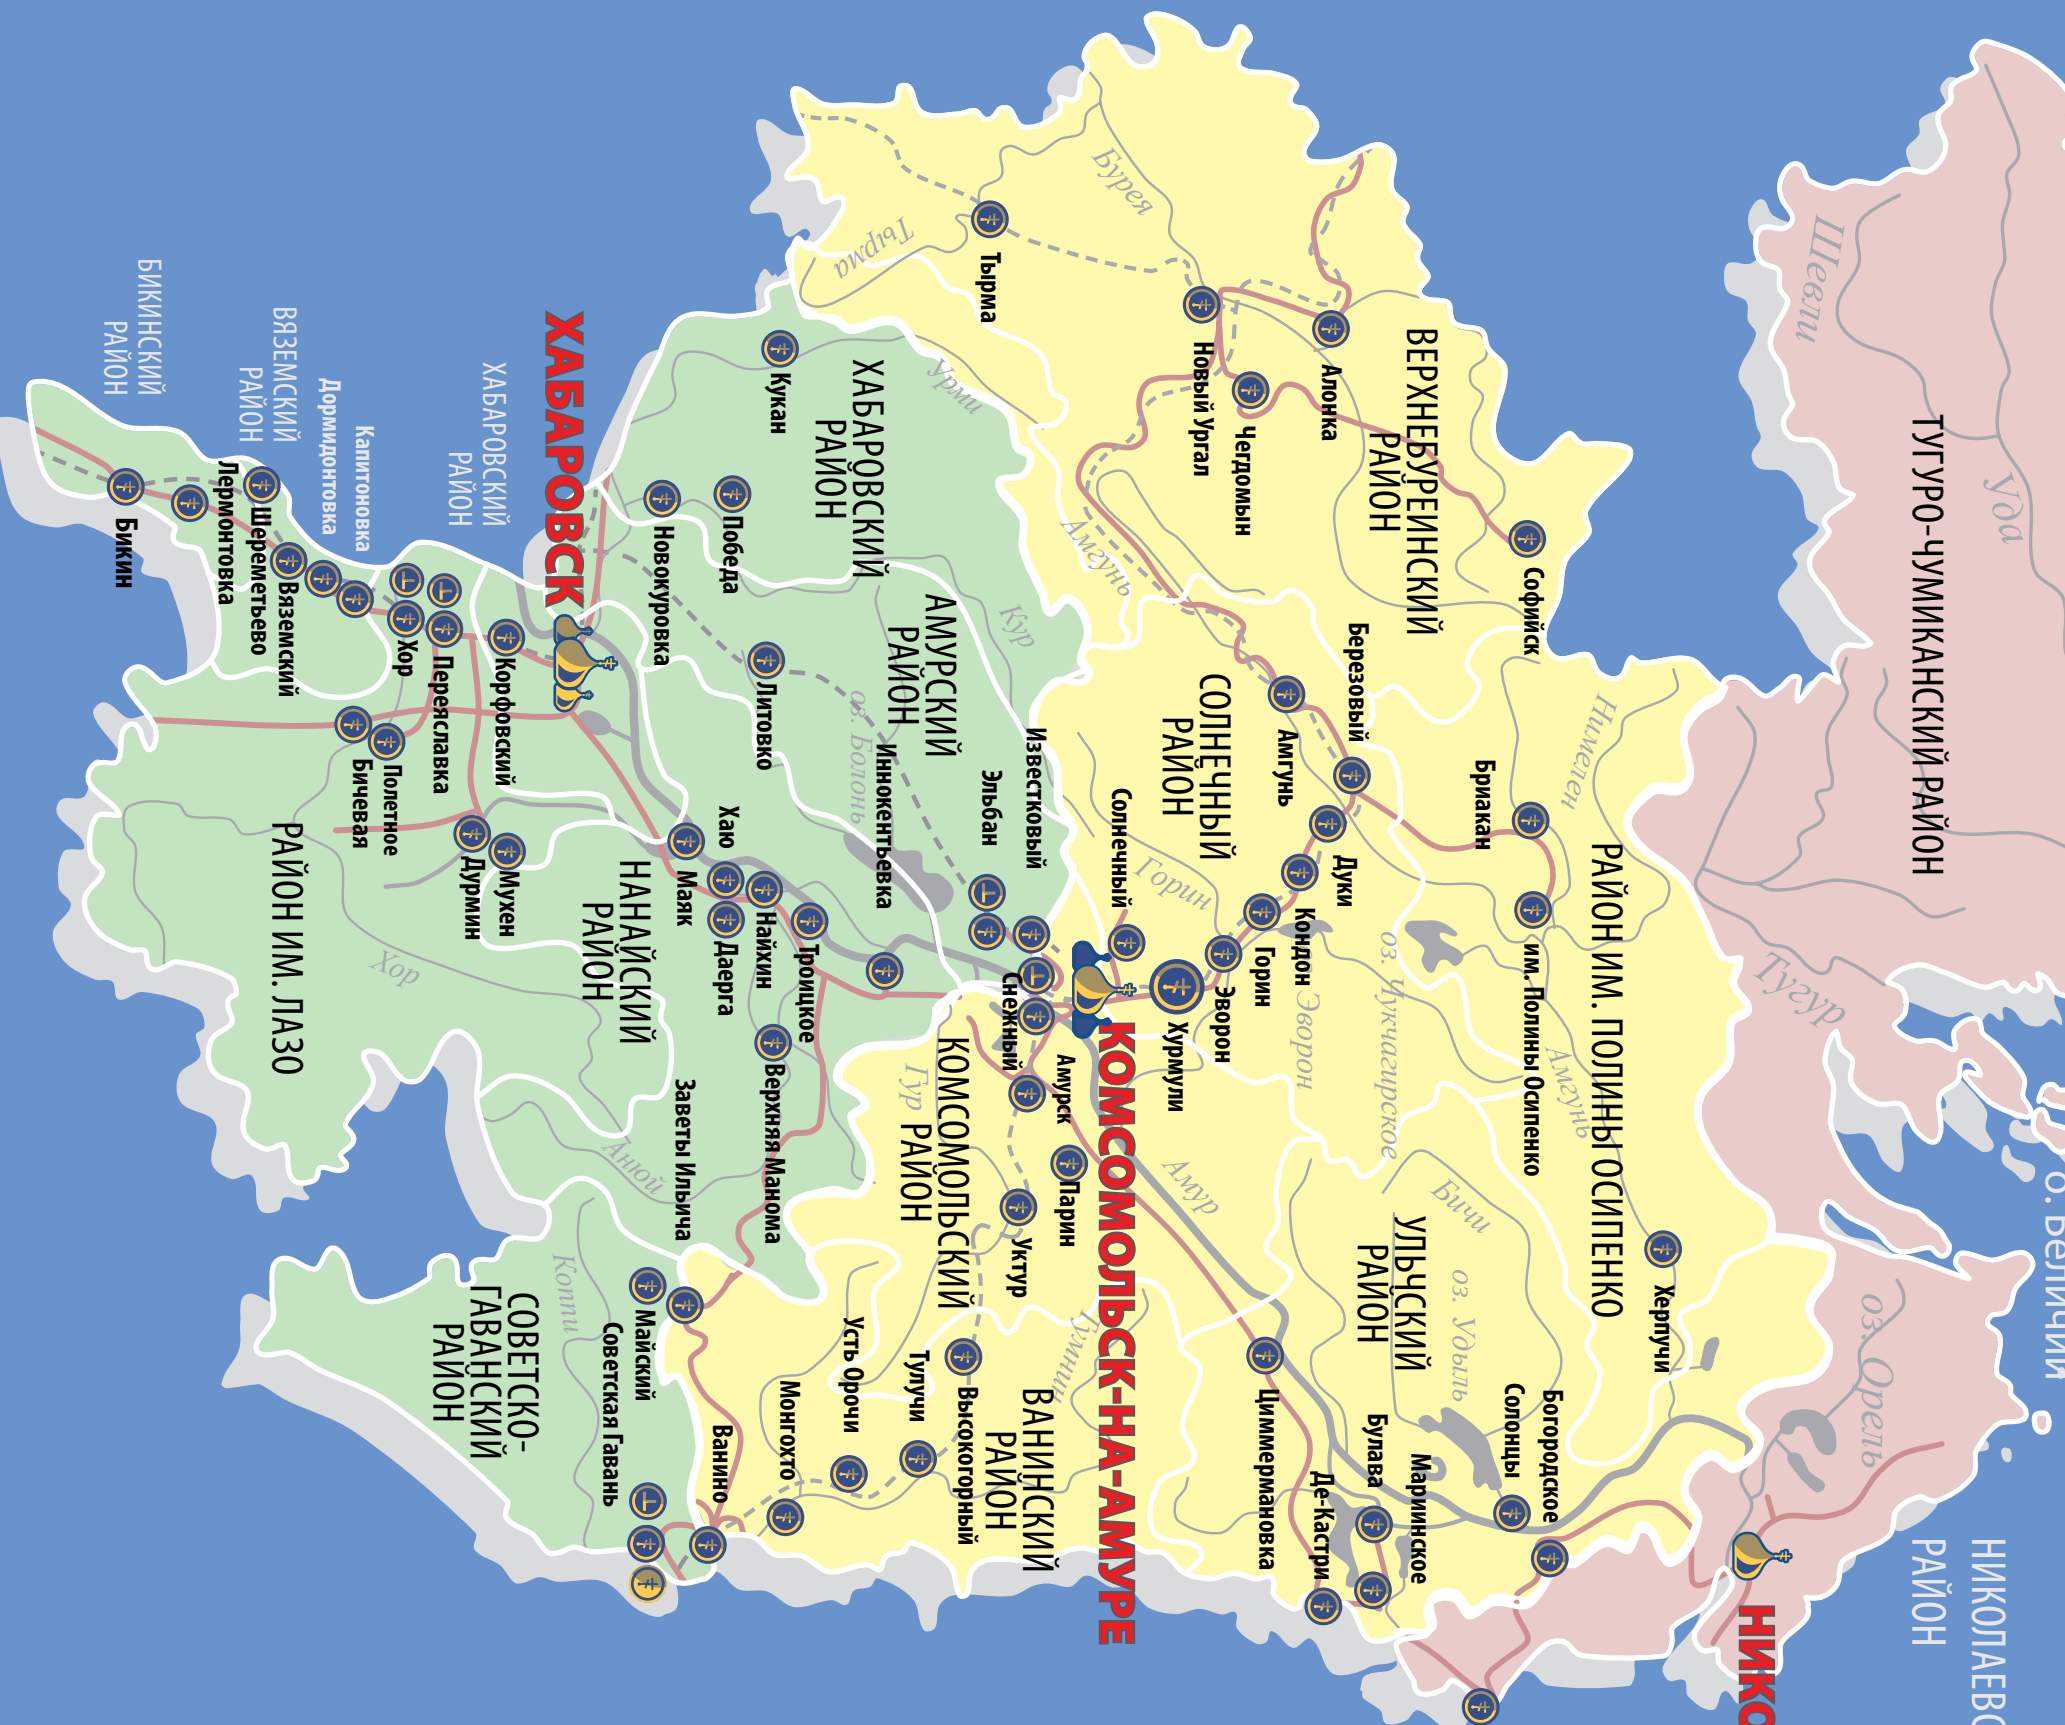 НИКОЛАЕВС
РАЙОН
о. Беличий
ТУГУРО-ЧУМИКАНСКИЙ РАЙОН
Уда
Шевли
Тугур
оз. Орель
НИКО
РАЙОН ИМ. ПОЛИНЫ ОСИПЕНКО
Херпучи
Нимелен
Амгунь
Софийск
Бриакан
им. Полины Осипенко
Богородское
Солонцы
ВЕРХНЕБУРЕИНСКИЙ
РАЙОН
УЛЬЧСКИЙ
РАЙОН
Бичи
оз. Удыль
Мариинское
Булава
Де-Кастри
Циммермановка
оз. Чукчагирское
оз. Эворон
Алонка
Чегдомын
Новый Ургал
Березовый
Амгунь
Дуки
Кондон
Горин
Эворон
Хурмули
СОЛНЕЧНЫЙ
РАЙОН
Горин
Солнечный
Бурея
Тырма
Тырма
Амгунь
Амур
КОМСОМОЛЬСК-НА-АМУРЕ
Тумнин
Урми
Кур
Известковый
Эльбан
Снежный
Амурск
Парин
Уктур
ВАНИНСКИЙ
РАЙОН
Высокогорный
Тулучи
Усть Орочи
Монгохто
Ванино
КОМСОМОЛЬСКИЙ
РАЙОН
Гур
АМУРСКИЙ
РАЙОН
Иннокентьевка
оз. Болонь
Литовко
ХАБАРОВСКИЙ
РАЙОН
Кукан
Победа
Новокуровка
Троицкое
Найхин
Верхняя Манома
Хаю
Даерга
Маяк
Заветы Ильича
Майский
Советская Гавань
НАНАЙСКИЙ
РАЙОН
Анюй
Коппи
СОВЕТСКО-
ГАВАНСКИЙ
РАЙОН
ХАБАРОВСК
ХАБАРОВСКИЙ
РАЙОН
Корфовский
Мухен
Дурмин
Переяславка
Хор
Хор
Полетное
Бичевая
Капитоновка
Дормидонтовка
РАЙОН ИМ. ЛАЗО
ВЯЗЕМСКИЙ
РАЙОН
Вяземский
Шереметьево
Лермонтовка
БИКИНСКИЙ
РАЙОН
Бикин